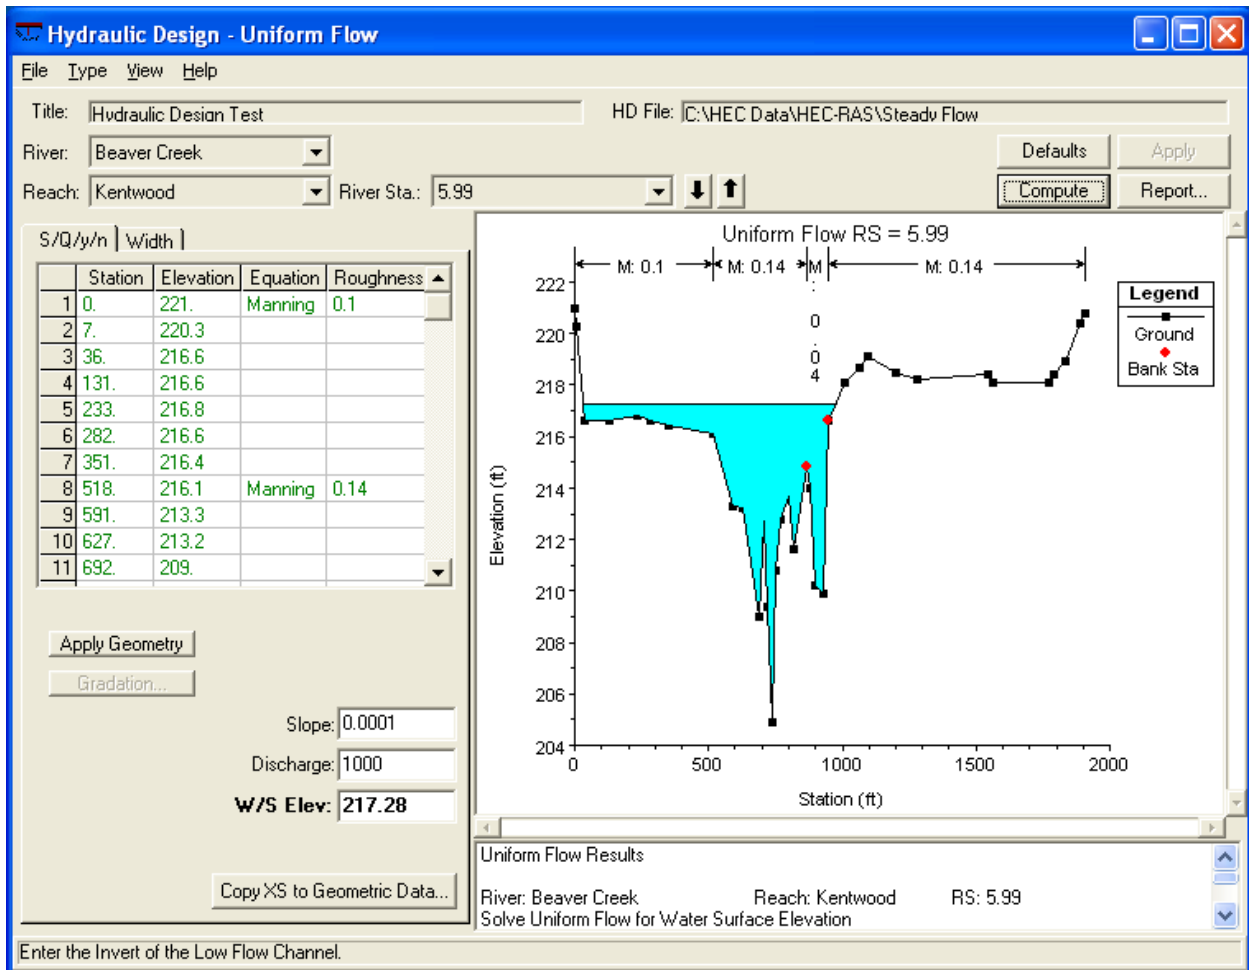 Hydraulic Design - Uniform Flow
File Type View Help
Title: Hydraulic Design Test HD File: C:\HEC Data\HEC-RAS\Steady Flow
River: Beaver Creek Defaults Apply
Reach: Kentwood River Sta.: 5.99 Compute Report...
S/Q/y/n Width
Station Elevation Equation Roughness
1 0. 221. Manning 0.1
2 7. 220.3
3 36. 216.6
4 131. 216.6
5 233. 216.8
6 282. 216.6
7 351. 216.4
8 518. 216.1 Manning 0.14
9 591. 213.3
10 627. 213.2
11 692. 209.
Apply Geometry
Gradation...
Slope: 0.0001
Discharge: 1000
W/S Elev: 217.28
Copy XS to Geometric Data...
Uniform Flow RS = 5.99
M: 0.1 M: 0.14 M: 0.04 M: 0.14
Legend
Ground
Bank Sta
Elevation (ft)
222
220
218
216
214
212
210
208
206
204
0 500 1000 1500 2000
Station (ft)
Uniform Flow Results
River: Beaver Creek Reach: Kentwood RS: 5.99
Solve Uniform Flow for Water Surface Elevation
Enter the Invert of the Low Flow Channel.